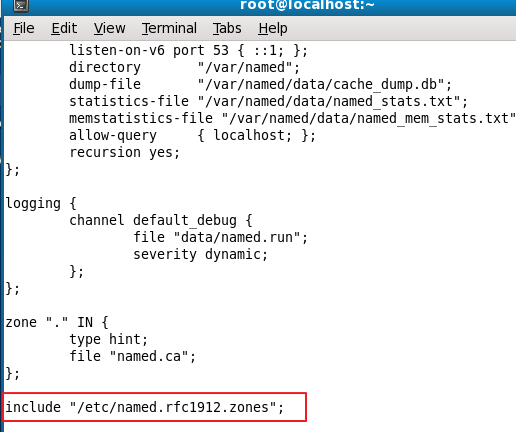 root@localhost:~
File Edit View Terminal Tabs Help
listen-on-v6 port 53 { ::1; };
directory "/var/named";
dump-file "/var/named/data/cache_dump.db";
statistics-file "/var/named/data/named_stats.txt";
memstatistics-file "/var/named/data/named_mem_stats.txt"
allow-query { localhost; };
recursion yes;
};
logging {
channel default_debug {
file "data/named.run";
severity dynamic;
};
};
zone "." IN {
type hint;
file "named.ca";
};
include "/etc/named.rfc1912.zones";